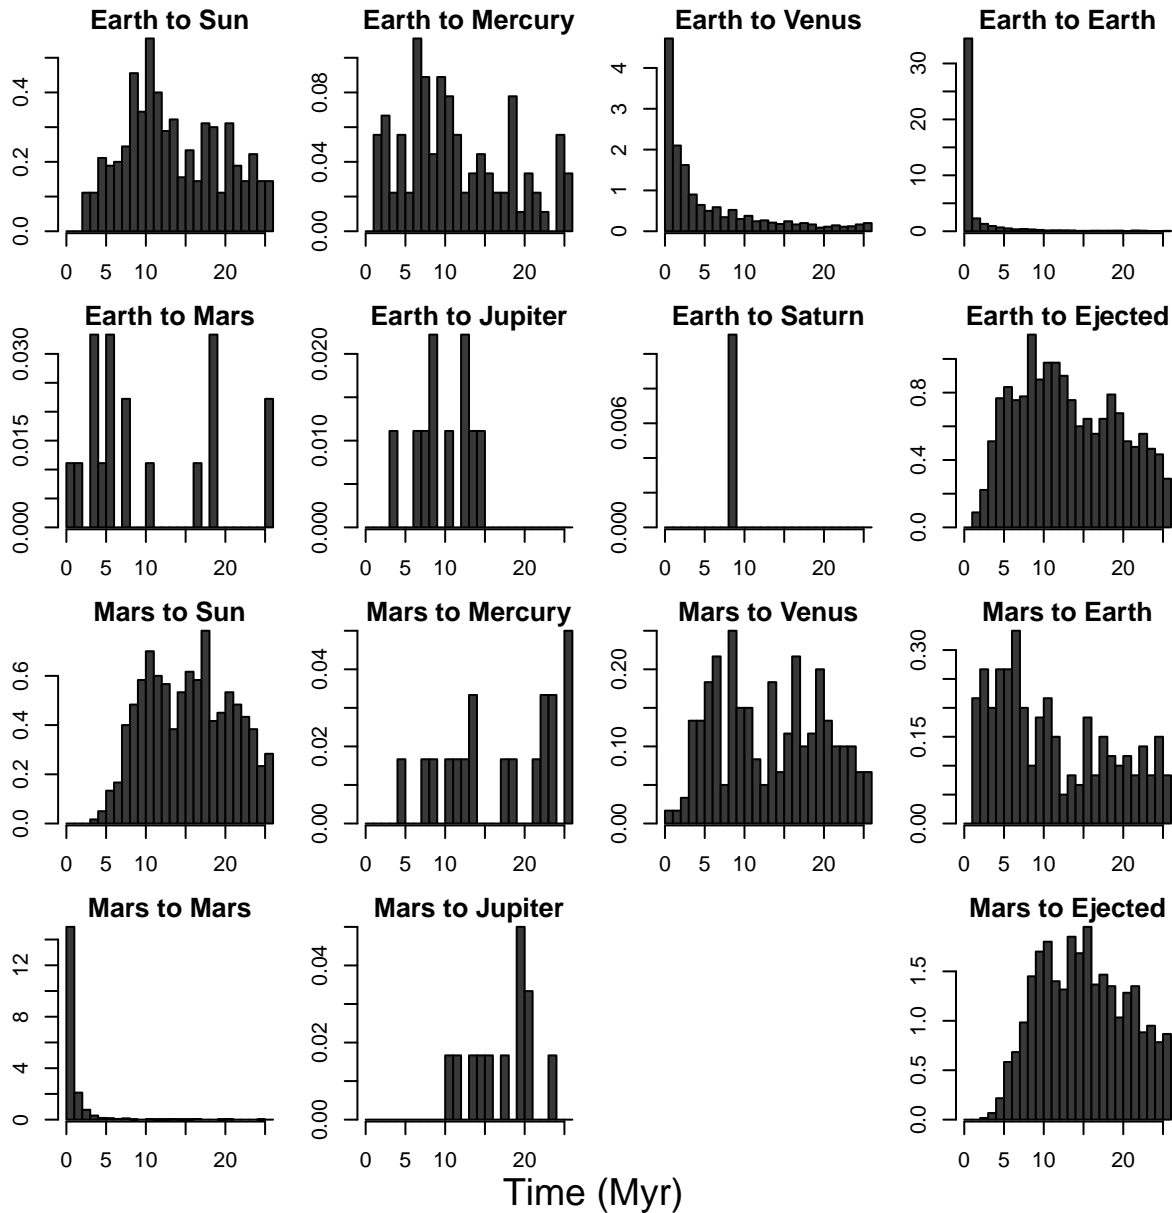 Earth to Sun
0.0 0.2 0.4
0 5 10 20
Earth to Mercury
0.00 0.04 0.08
0 5 10 20
Earth to Venus
0 1 2 3 4
0 5 10 20
Earth to Earth
0 10 20 30
0 5 10 20
Earth to Mars
0.000 0.015 0.030
0 5 10 20
Earth to Jupiter
0.000 0.010 0.020
0 5 10 20
Earth to Saturn
0.000 0.006
0 5 10 20
Earth to Ejected
0.0 0.4 0.8
0 5 10 20
Mars to Sun
0.0 0.2 0.4 0.6
0 5 10 20
Mars to Mercury
0.00 0.02 0.04
0 5 10 20
Mars to Venus
0.00 0.10 0.20
0 5 10 20
Mars to Earth
0.00 0.15 0.30
0 5 10 20
Mars to Mars
0 4 8 12
0 5 10 20
Mars to Jupiter
0.00 0.02 0.04
0 5 10 20
Mars to Ejected
0.0 0.5 1.0 1.5
0 5 10 20
Time (Myr)